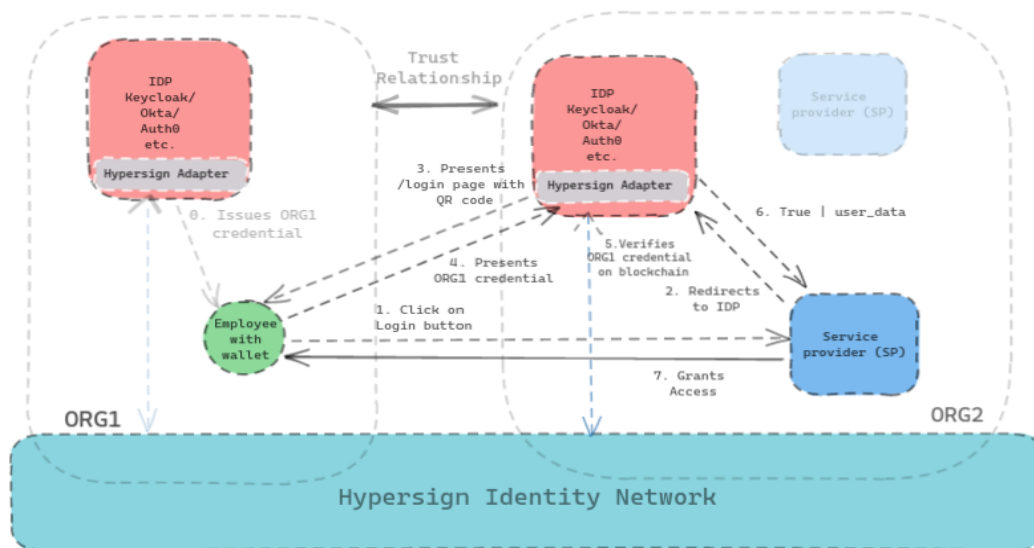 Trust
Relationship
IDP
Keycloak/
Okta/
Auth0
etc.
Hypersign Adapter
IDP
Keycloak/
Okta/
Auth0
etc.
Hypersign Adapter
Service
provider (SP)
0. Issues ORG1
credential
3. Presents
/login page with
QR code
4. Presents
ORG1 credential
5.Verifies
ORG1 credential
on blockchain
6. True | user_data
2. Redirects
to IDP
1. Click on
Login button
Employee
with
wallet
Service
provider (SP)
7. Grants
Access
ORG1
ORG2
Hypersign Identity Network